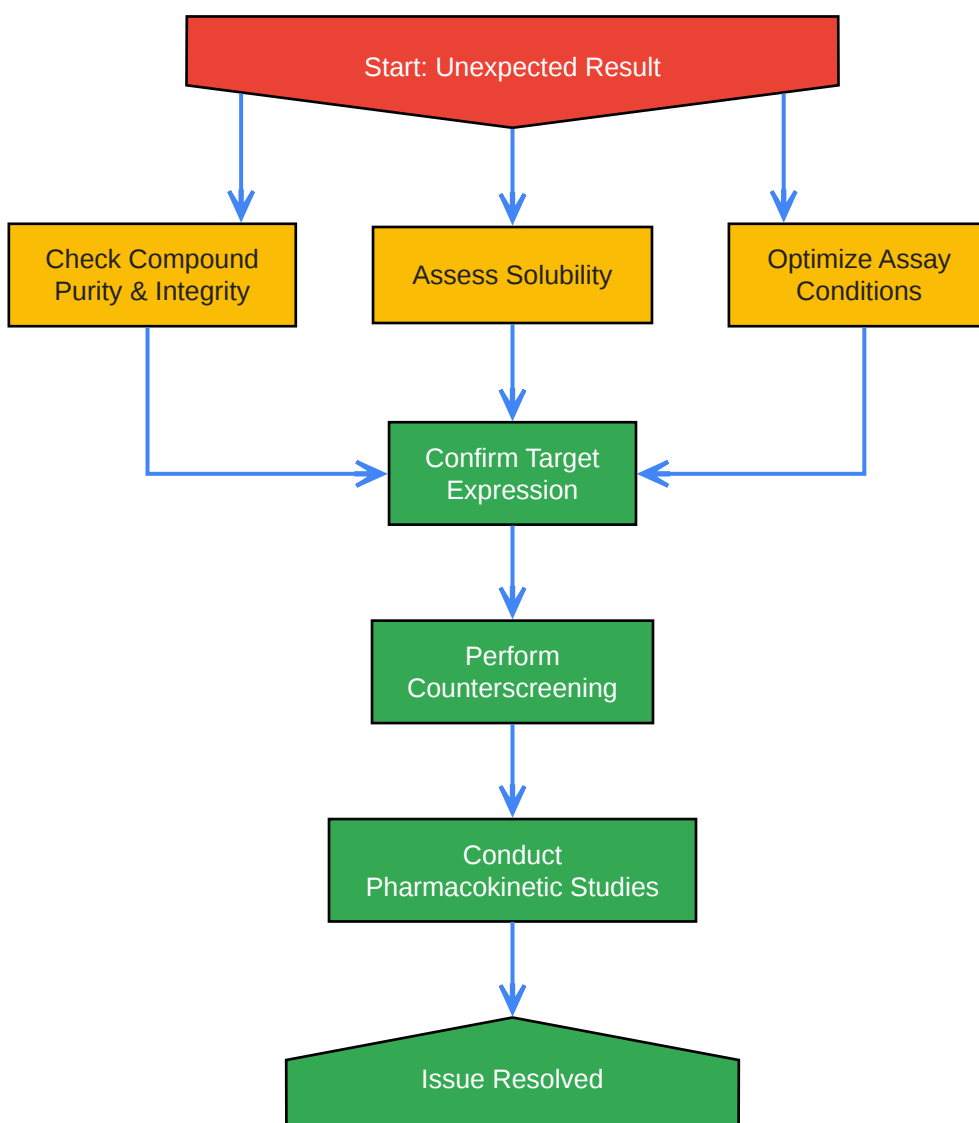 Start: Unexpected Result
Check Compound
Purity & Integrity
Assess Solubility
Optimize Assay
Conditions
Confirm Target
Expression
Perform
Counterscreening
Conduct
Pharmacokinetic Studies
Issue Resolved